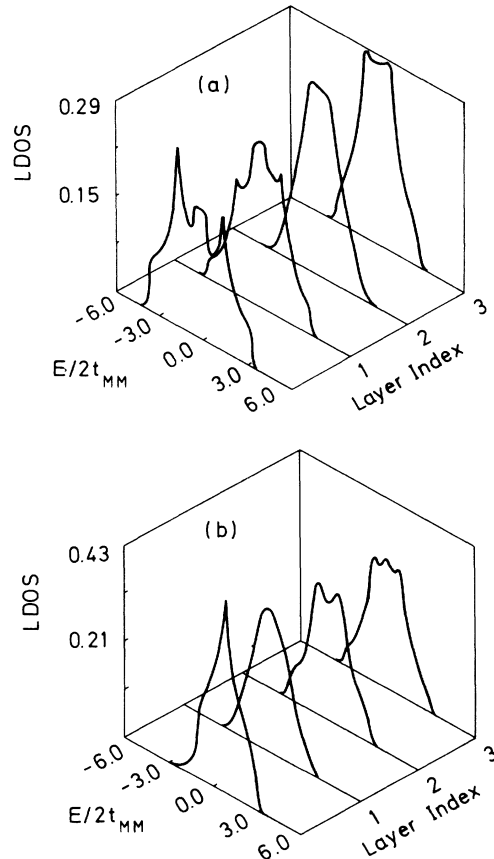 (a)
0.29
0.15
LDOS
-6.0
-3.0
0.0
3.0
6.0
E/2t_MM
1
2
3
Layer Index
(b)
0.43
0.21
LDOS
-6.0
-3.0
0.0
3.0
6.0
E/2t_MM
1
2
3
Layer Index